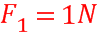 F₁ = 1N